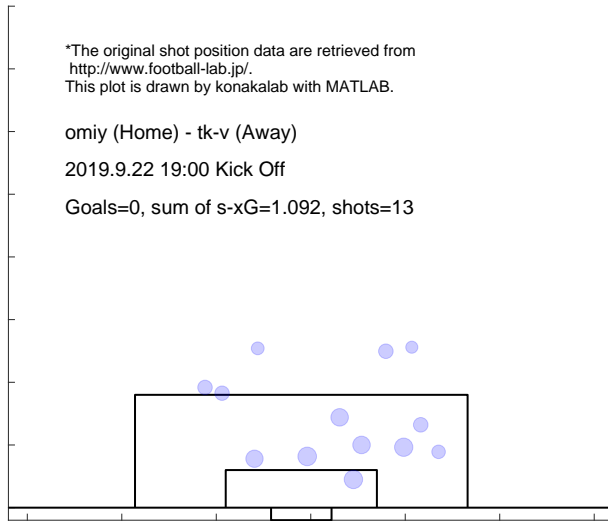 *The original shot position data are retrieved from
http://www.football-lab.jp/.
This plot is drawn by konakalab with MATLAB.
omiy (Home) - tk-v (Away)
2019.9.22 19:00 Kick Off
Goals=0, sum of s-xG=1.092, shots=13